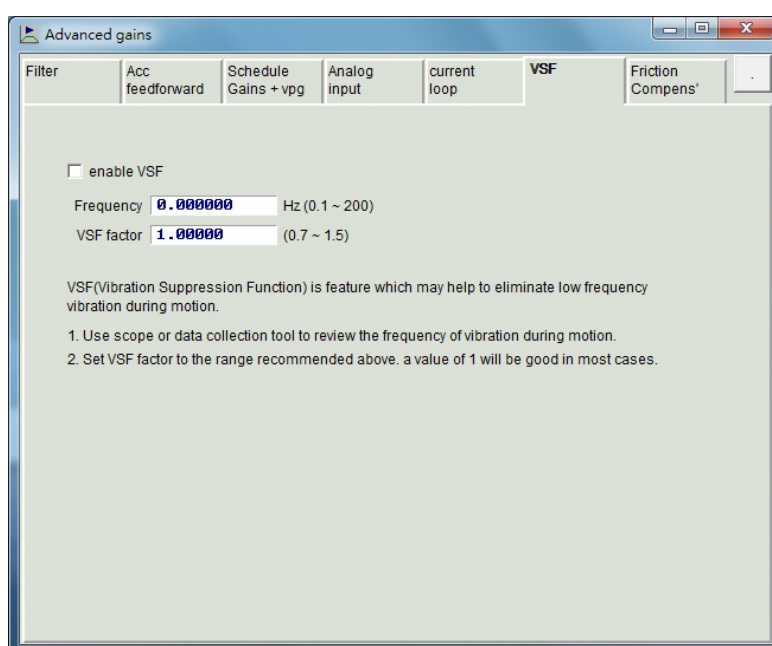 Advanced gains
Filter
Acc
feedforward
Schedule
Gains + vpg
Analog
input
current
loop
VSF
Friction
Compens'
.
enable VSF
Frequency 0.000000 Hz (0.1 ~ 200)
VSF factor 1.00000 (0.7 ~ 1.5)
VSF(Vibration Suppression Function) is feature which may help to eliminate low frequency
vibration during motion.
1. Use scope or data collection tool to review the frequency of vibration during motion.
2. Set VSF factor to the range recommended above. a value of 1 will be good in most cases.